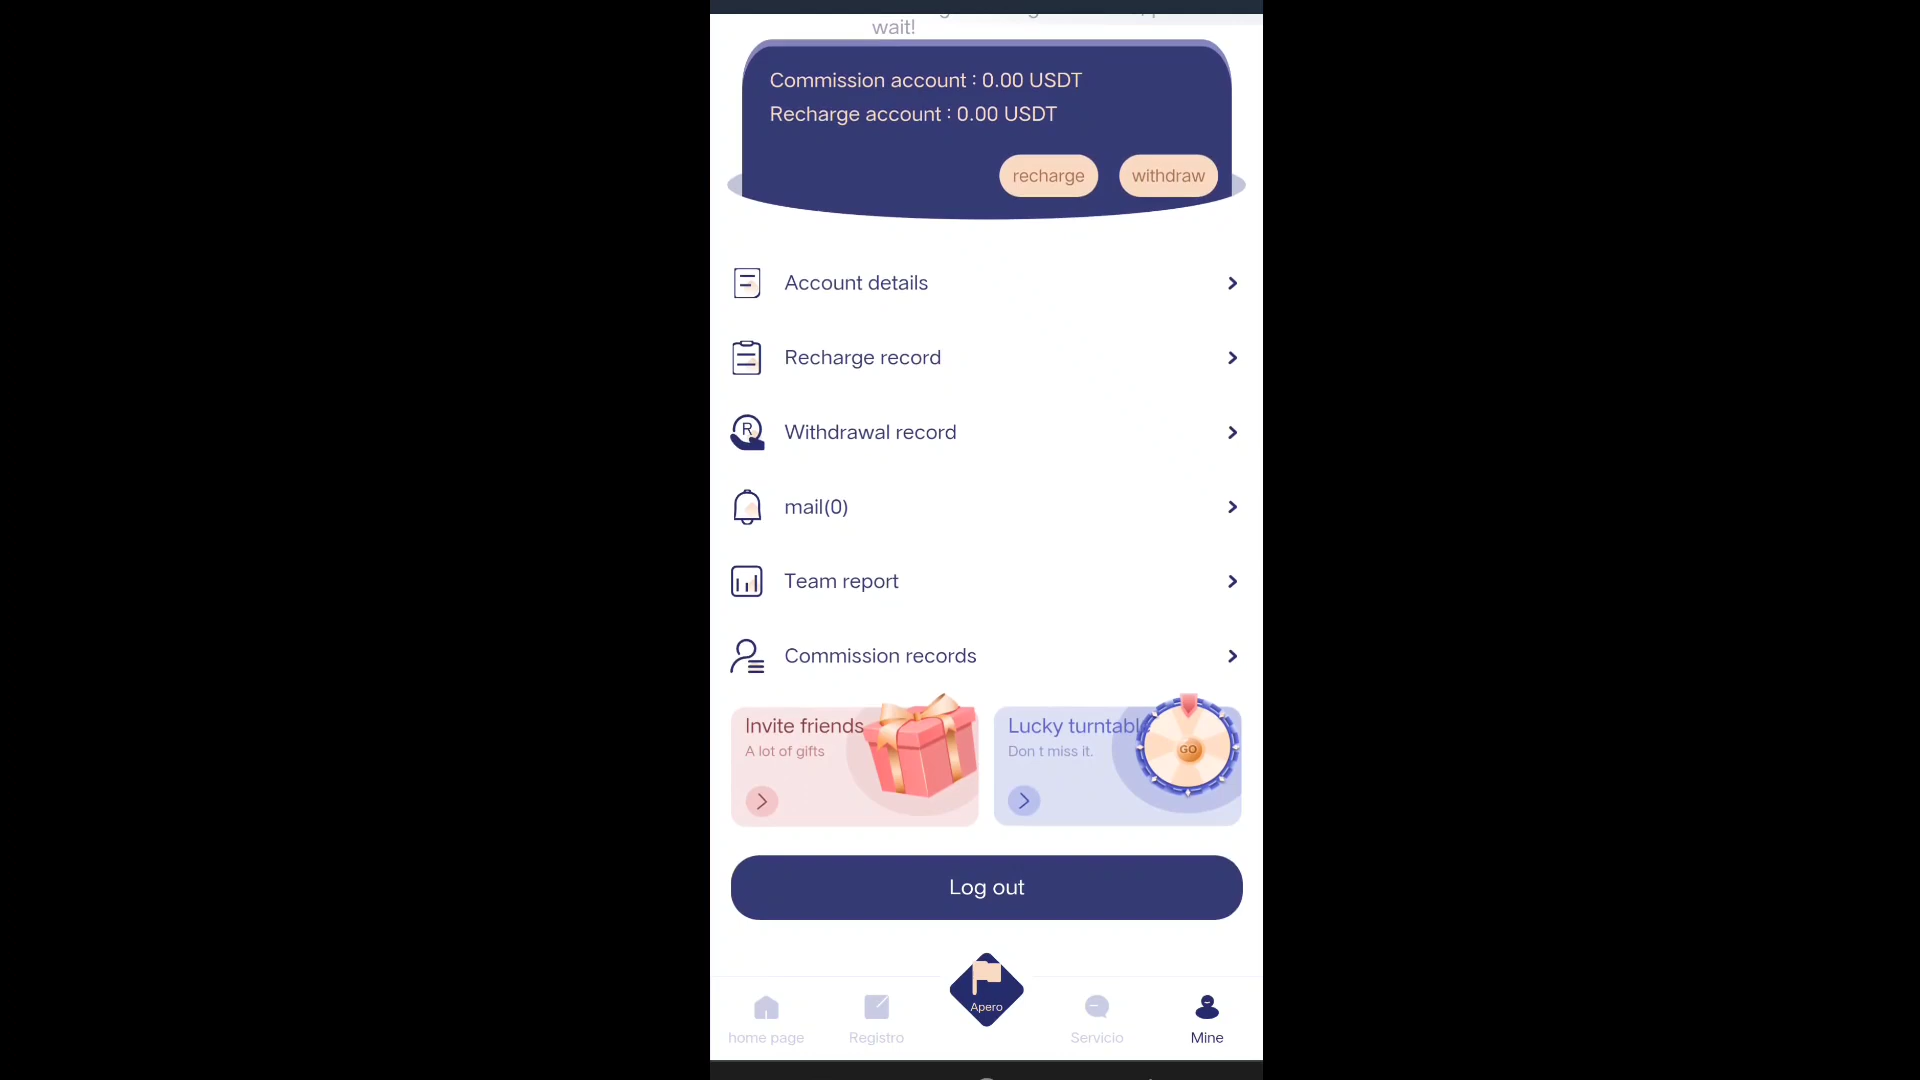 wait!
Commission account : 0.00 USDT
Recharge account : 0.00 USDT
recharge
withdraw
Account details
Recharge record
R
Withdrawal record
mail(0)
Team report
Commission records
Invite friends
A lot of gifts
Lucky turntable
Don t miss it.
GO
Log out
home page
Registro
Apero
Servicio
Mine